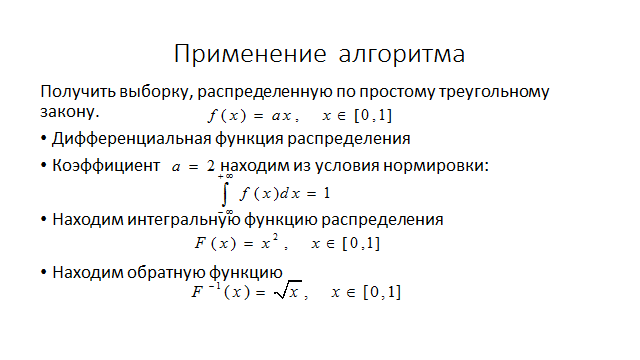 Применение алгоритма
Получить выборку, распределенную по простому треугольному
закону.
f(x) = ax, x ∈ [0,1]
• Дифференциальная функция распределения
• Коэффициент a = 2 находим из условия нормировки:
+∞
∫ f(x)dx = 1
−∞
• Находим интегральную функцию распределения
F(x) = x², x ∈ [0,1]
• Находим обратную функцию
F⁻¹(x) = √x, x ∈ [0,1]